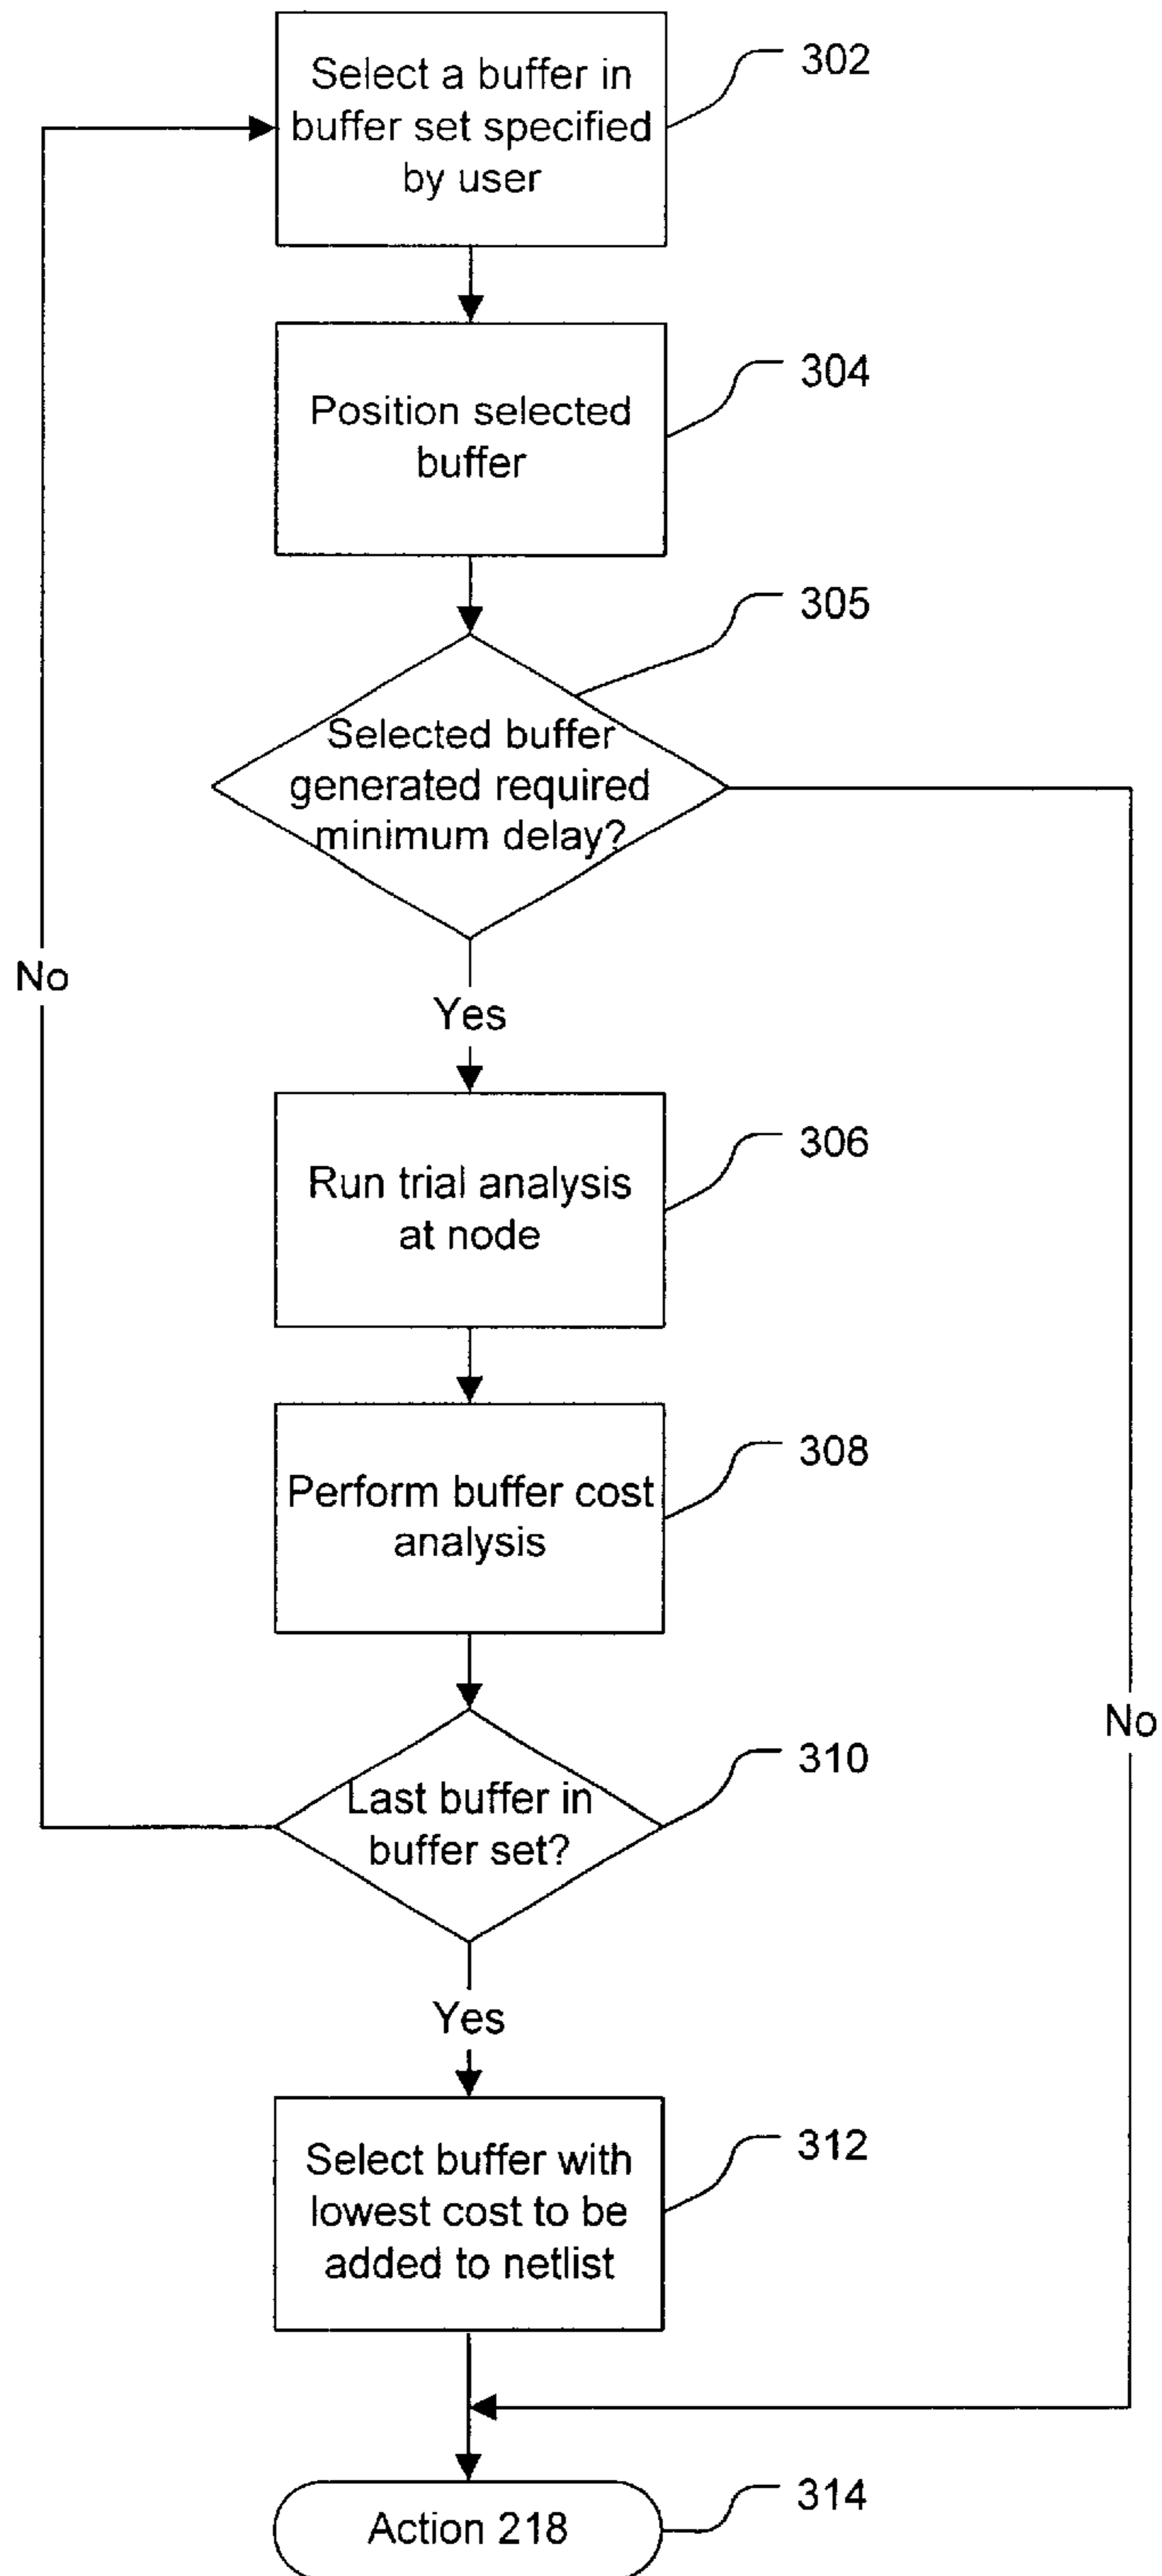 Select a buffer in
buffer set specified
by user
302
Position selected
buffer
304
305
Selected buffer
generated required
minimum delay?
No
Yes
Run trial analysis
at node
306
Perform buffer cost
analysis
308
No
Last buffer in
buffer set?
310
Yes
Select buffer with
lowest cost to be
added to netlist
312
Action 218
314